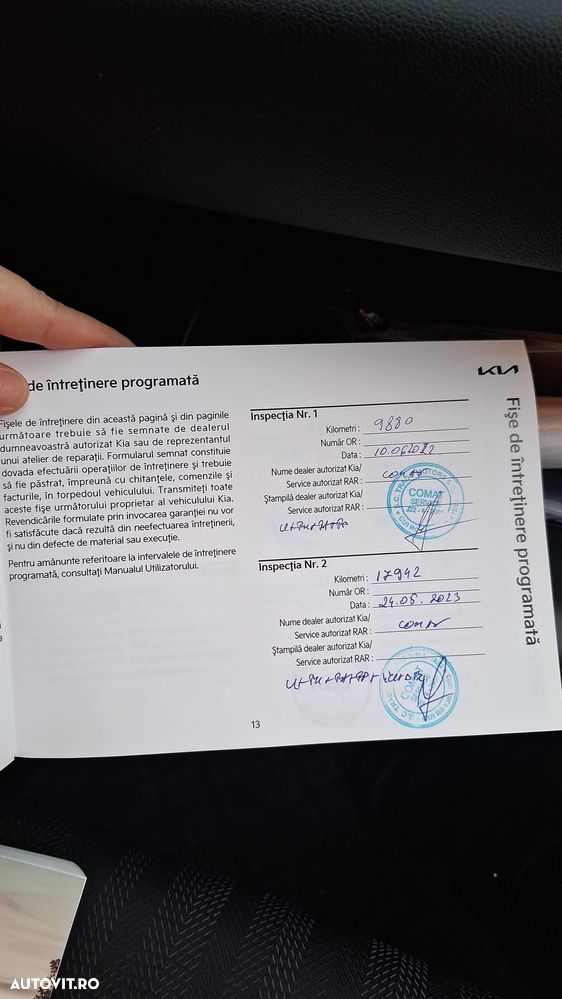 de întreţinere programată
KIA
Fişele de întreţinere din această pagină şi din paginile
următoare trebuie să fie semnate de dealerul
dumneavoastră autorizat Kia sau de reprezentantul
unui atelier de reparaţii. Formularul semnat constituie
dovada efectuării operaţiilor de întreţinere şi trebuie
să fie păstrat, împreună cu chitanţele, comenzile şi
facturile, în torpedoul vehiculului. Transmiteţi toate
aceste fişe următorului proprietar al vehiculului Kia.
Revendicările formulate prin invocarea garanţiei nu vor
fi satisfăcute dacă rezultă din neefectuarea întreţinerii,
şi nu din defecte de material sau execuţie.
Pentru amănunte referitoare la intervalele de întreţinere
programată, consultaţi Manualul Utilizatorului.
Inspecţia Nr. 1
Kilometri : 9880
Număr OR :
Data : 10.06
Nume dealer autorizat Kia/
Service autorizat RAR :
Ştampilă dealer autorizat Kia/
Service autorizat RAR :
COMAT
SERVICE
Inspecţia Nr. 2
Kilometri : 17942
Număr OR :
Data : 24.05.2023
Nume dealer autorizat Kia/
Service autorizat RAR :
Ştampilă dealer autorizat Kia/
Service autorizat RAR :
COMAT
Fişe de întreţinere programată
13
AUTOVIT.RO